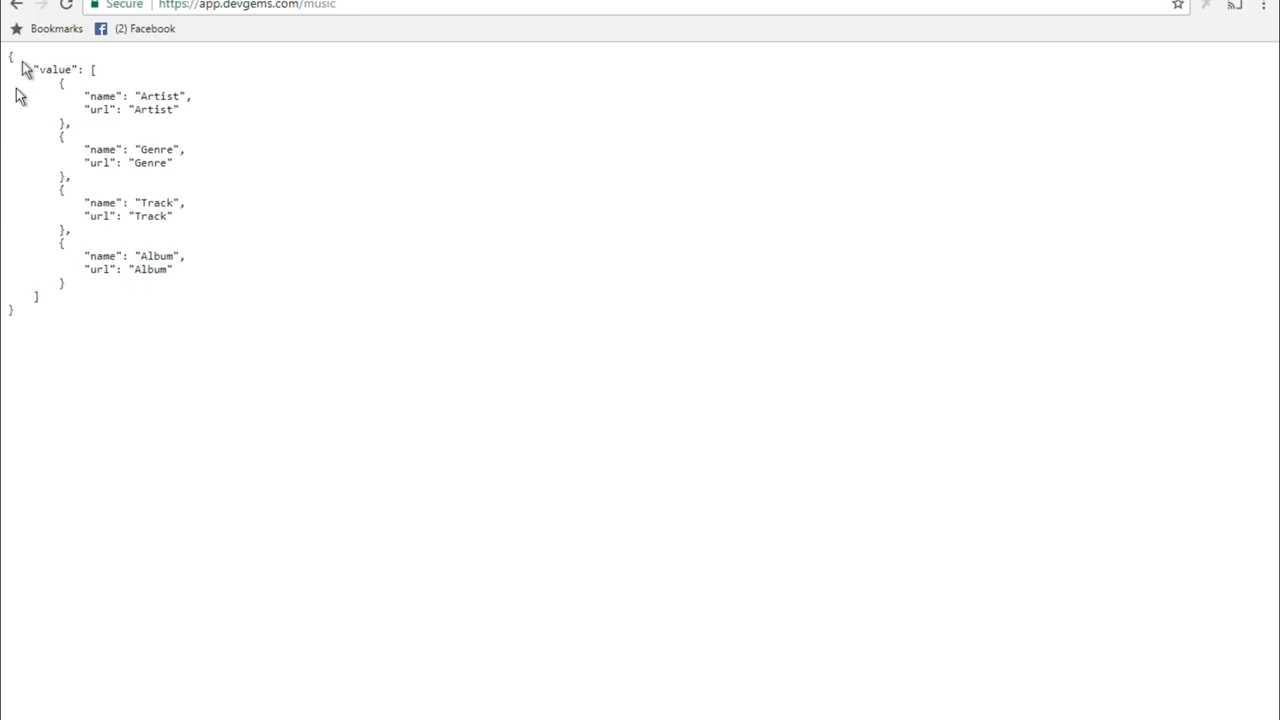 Secure https://app.devgems.com/music
Bookmarks (2) Facebook
{
"value": [
{
"name": "Artist",
"url": "Artist"
},
{
"name": "Genre",
"url": "Genre"
},
{
"name": "Track",
"url": "Track"
},
{
"name": "Album",
"url": "Album"
}
]
}